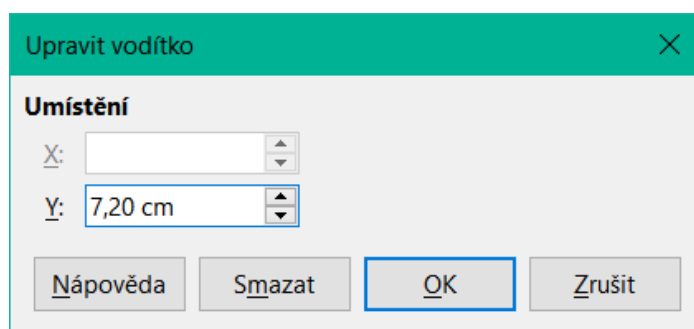 Upravit vodítko
Umístění
X:
Y: 7,20 cm
Nápověda Smazat OK Zrušit